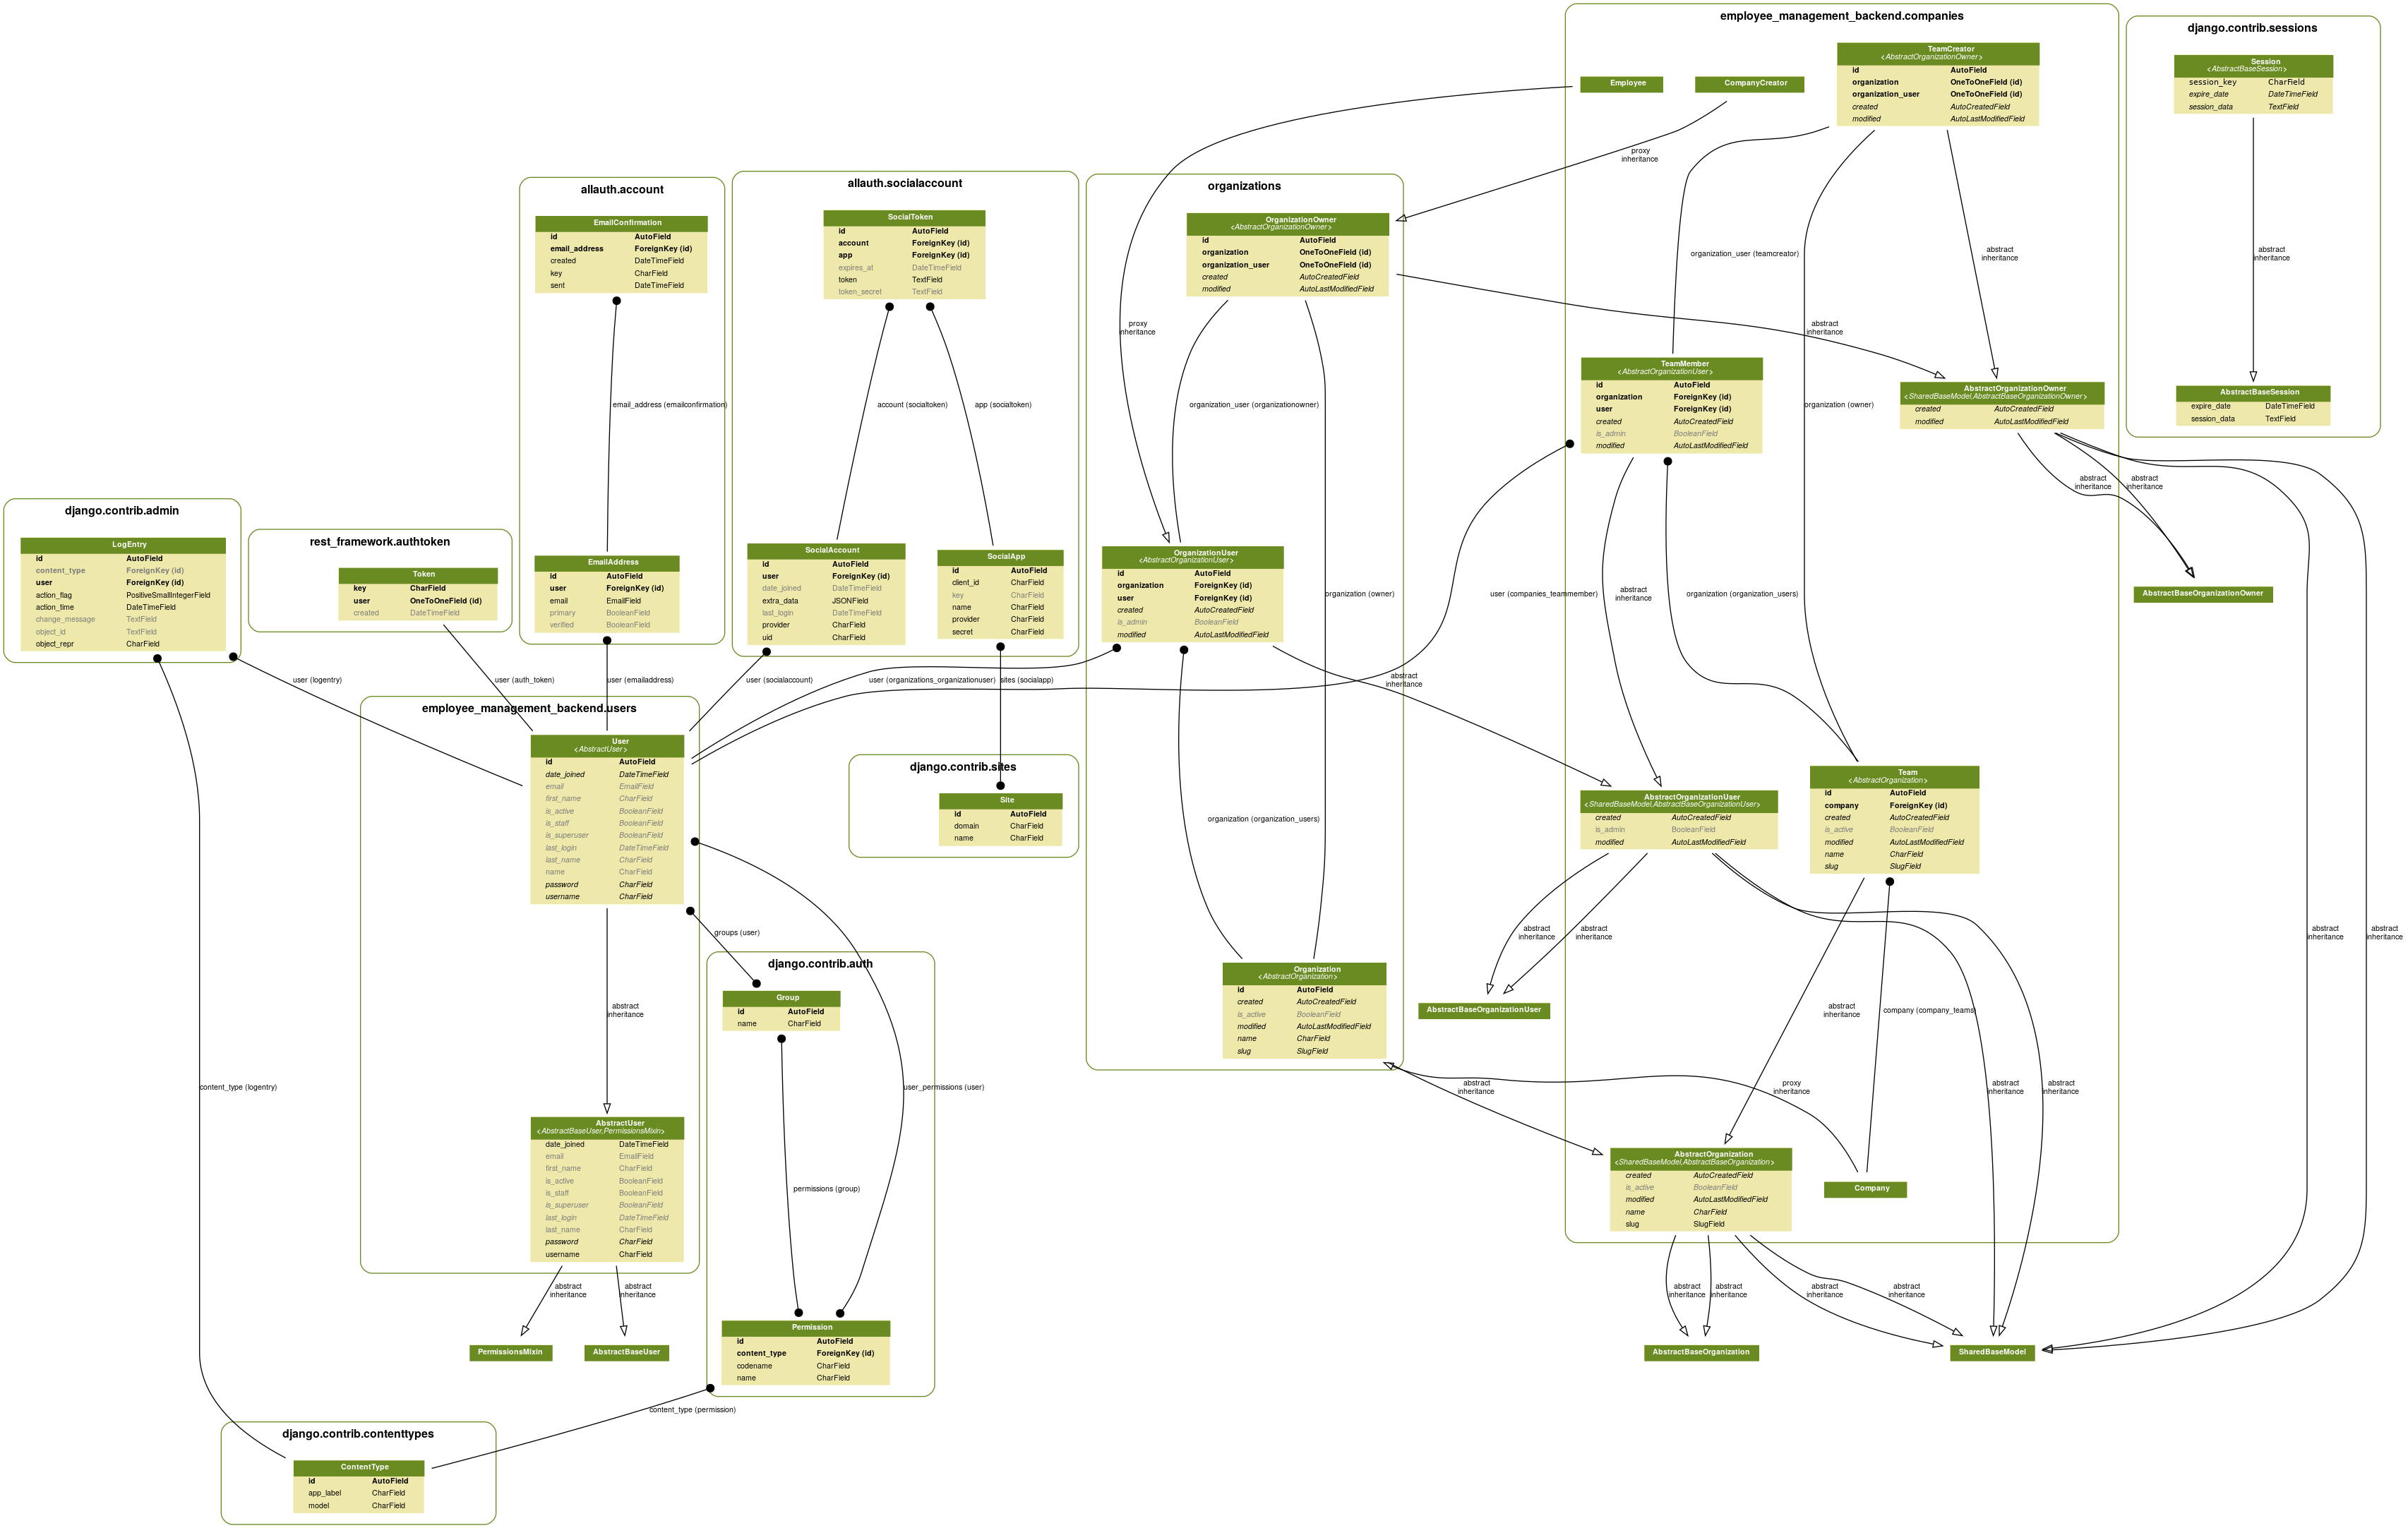 employee_management_backend.companies
TeamCreator
<AbstractOrganizationOwner>
id AutoField
organization OneToOneField (id)
organization_user OneToOneField (id)
created AutoCreatedField
modified AutoLastModifiedField
Employee
CompanyCreator
django.contrib.sessions
Session
<AbstractBaseSession>
session_key CharField
expire_date DateTimeField
session_data TextField
proxy
inheritance
allauth.account
EmailConfirmation
id AutoField
email_address ForeignKey (id)
created DateTimeField
key CharField
sent DateTimeField
allauth.socialaccount
SocialToken
id AutoField
account ForeignKey (id)
app ForeignKey (id)
expires_at DateTimeField
token TextField
token_secret TextField
organizations
OrganizationOwner
<AbstractOrganizationOwner>
id AutoField
organization OneToOneField (id)
organization_user OneToOneField (id)
created AutoCreatedField
modified AutoLastModifiedField
organization_user (teamcreator)
abstract
inheritance
abstract
inheritance
proxy
inheritance
abstract
inheritance
TeamMember
<AbstractOrganizationUser>
id AutoField
organization ForeignKey (id)
user ForeignKey (id)
created AutoCreatedField
is_admin BooleanField
modified AutoLastModifiedField
AbstractOrganizationOwner
<SharedBaseModel,AbstractBaseOrganizationOwner>
created AutoCreatedField
modified AutoLastModifiedField
AbstractBaseSession
expire_date DateTimeField
session_data TextField
email_address (emailconfirmation)
account (socialtoken)
app (socialtoken)
organization_user (organizationowner)
organization (owner)
abstract
inheritance
abstract
inheritance
django.contrib.admin
LogEntry
id AutoField
content_type ForeignKey (id)
user ForeignKey (id)
action_flag PositiveSmallIntegerField
action_time DateTimeField
change_message TextField
object_id TextField
object_repr CharField
rest_framework.authtoken
Token
key CharField
user OneToOneField (id)
created DateTimeField
EmailAddress
id AutoField
user ForeignKey (id)
email EmailField
primary BooleanField
verified BooleanField
SocialAccount
id AutoField
user ForeignKey (id)
date_joined DateTimeField
extra_data JSONField
last_login DateTimeField
provider CharField
uid CharField
SocialApp
id AutoField
client_id CharField
key CharField
name CharField
provider CharField
secret CharField
OrganizationUser
<AbstractOrganizationUser>
id AutoField
organization ForeignKey (id)
user ForeignKey (id)
created AutoCreatedField
is_admin BooleanField
modified AutoLastModifiedField
organization (owner)
user (companies_teammember)
abstract
inheritance
organization (organization_users)
AbstractBaseOrganizationOwner
user (logentry)
user (auth_token)
user (emailaddress)
user (socialaccount)
user (organizations_organizationuser)
sites (socialapp)
abstract
inheritance
employee_management_backend.users
User
<AbstractUser>
id AutoField
date_joined DateTimeField
email EmailField
first_name CharField
is_active BooleanField
is_staff BooleanField
is_superuser BooleanField
last_login DateTimeField
last_name CharField
name CharField
password CharField
username CharField
django.contrib.sites
Site
id AutoField
domain CharField
name CharField
organization (organization_users)
AbstractOrganizationUser
<SharedBaseModel,AbstractBaseOrganizationUser>
created AutoCreatedField
is_admin BooleanField
modified AutoLastModifiedField
Team
<AbstractOrganization>
id AutoField
company ForeignKey (id)
created AutoCreatedField
is_active BooleanField
modified AutoLastModifiedField
name CharField
slug SlugField
groups (user)
abstract
inheritance
abstract
inheritance
abstract
inheritance
abstract
inheritance
django.contrib.auth
Group
id AutoField
name CharField
abstract
inheritance
Organization
<AbstractOrganization>
id AutoField
created AutoCreatedField
is_active BooleanField
modified AutoLastModifiedField
name CharField
slug SlugField
AbstractBaseOrganizationUser
abstract
inheritance
company (company_teams)
content_type (logentry)
user_permissions (user)
abstract
inheritance
proxy
inheritance
abstract
inheritance
abstract
inheritance
AbstractUser
<AbstractBaseUser,PermissionsMixin>
date_joined DateTimeField
email EmailField
first_name CharField
is_active BooleanField
is_staff BooleanField
is_superuser BooleanField
last_login DateTimeField
last_name CharField
password CharField
username CharField
permissions (group)
AbstractOrganization
<SharedBaseModel,AbstractBaseOrganization>
created AutoCreatedField
is_active BooleanField
modified AutoLastModifiedField
name CharField
slug SlugField
Company
abstract
inheritance
abstract
inheritance
abstract
inheritance
abstract
inheritance
abstract
inheritance
abstract
inheritance
PermissionsMixin
AbstractBaseUser
Permission
id AutoField
content_type ForeignKey (id)
codename CharField
name CharField
AbstractBaseOrganization
SharedBaseModel
content_type (permission)
django.contrib.contenttypes
ContentType
id AutoField
app_label CharField
model CharField